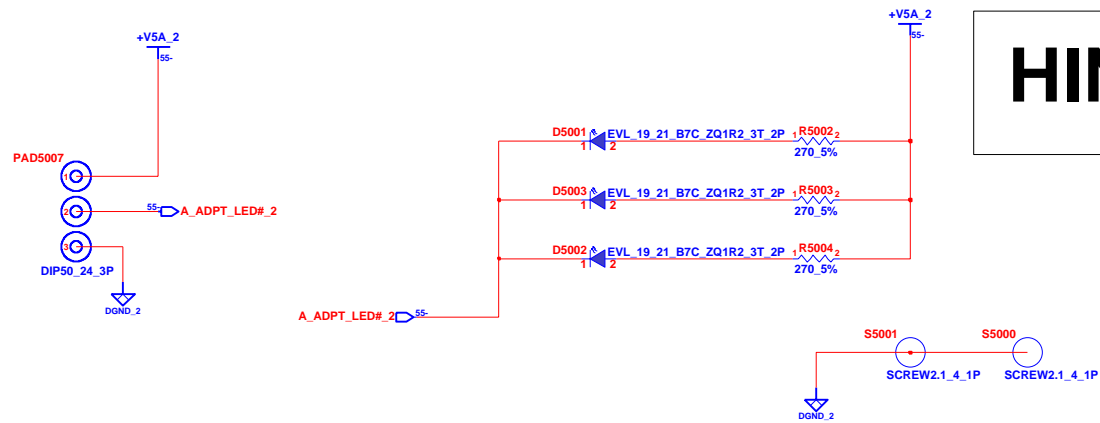 +V5A_2
55-
PAD5007
1
2
55-
A_ADPT_LED#_2
3
DIP50_24_3P
DGND_2
+V5A_2
55-
D5001
EVL_19_21_B7C_ZQ1R2_3T_2P
1 2
1 R5002 2
270_5%
D5003
EVL_19_21_B7C_ZQ1R2_3T_2P
1 2
1 R5003 2
270_5%
D5002
EVL_19_21_B7C_ZQ1R2_3T_2P
1 2
1 R5004 2
270_5%
A_ADPT_LED#_2
55-
S5001
SCREW2.1_4_1P
S5000
SCREW2.1_4_1P
DGND_2